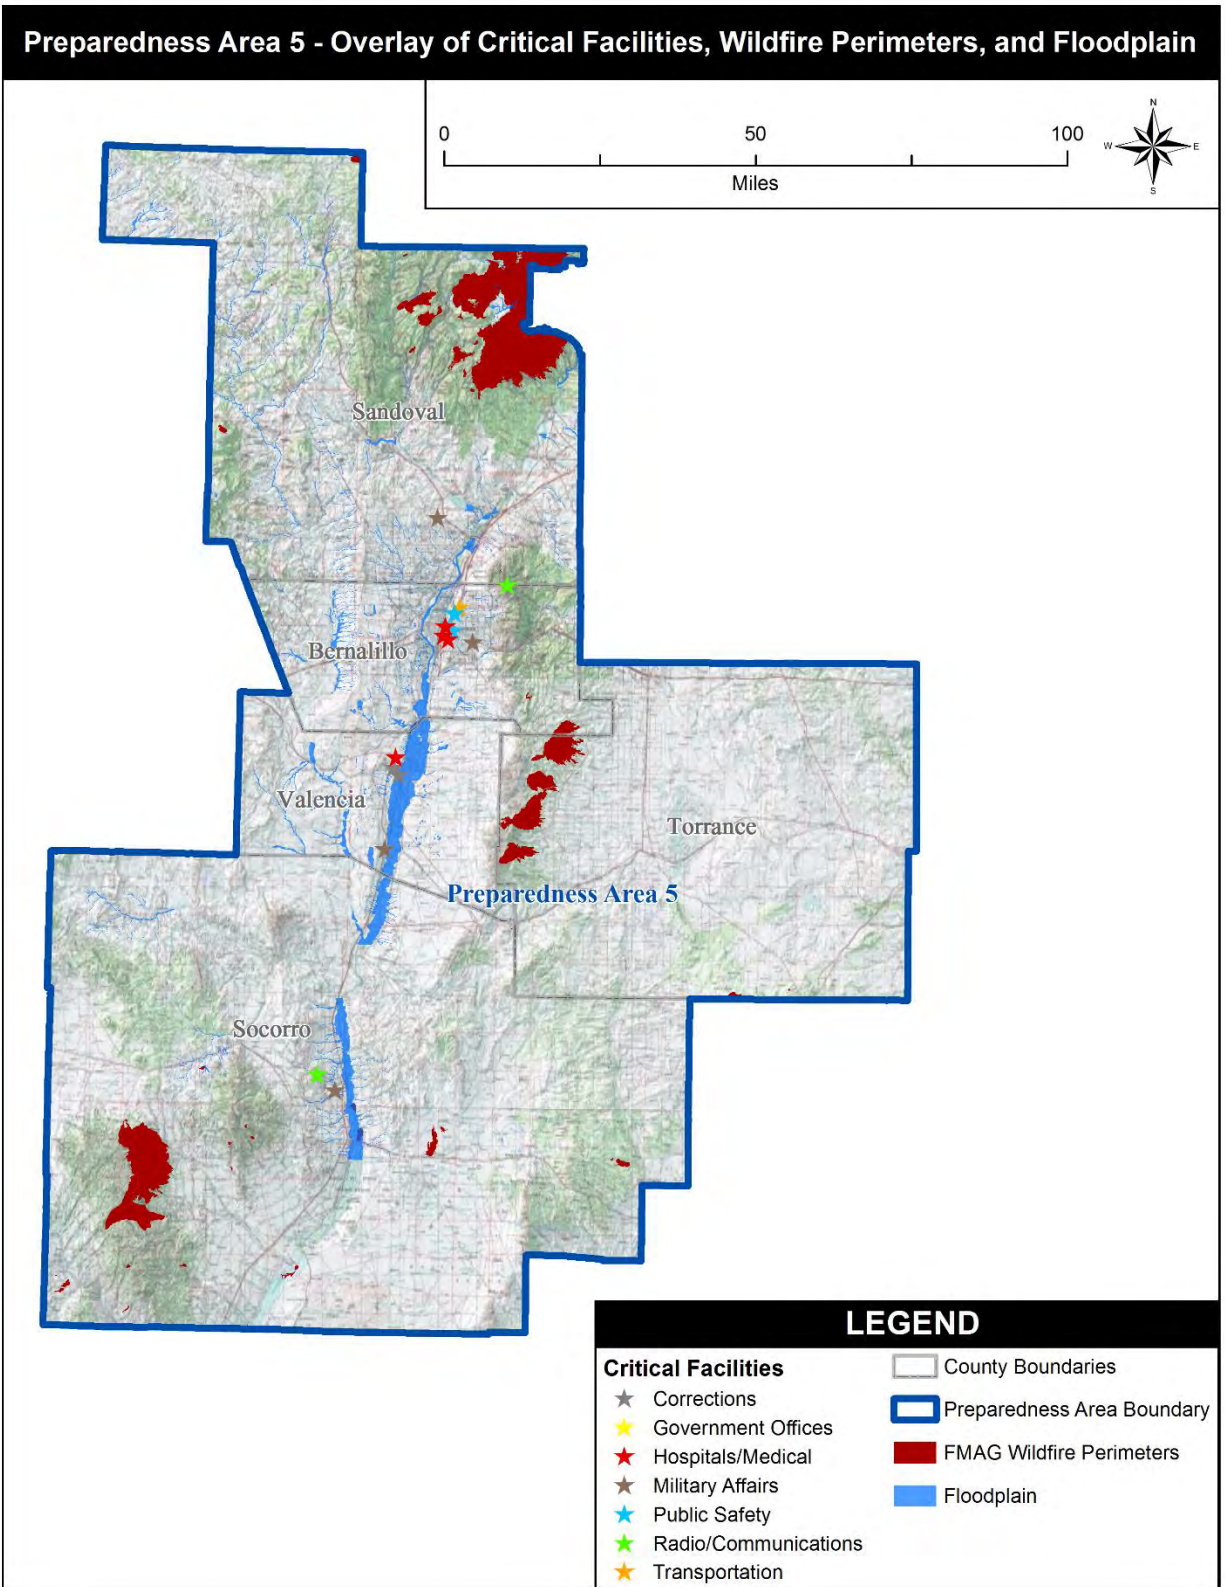 Preparedness Area 5 - Overlay of Critical Facilities, Wildfire Perimeters, and Floodplain
0 50 100
Miles
N
W E
S
Sandoval
Bernalillo
Valencia
Torrance
Preparedness Area 5
Socorro
LEGEND
Critical Facilities
Corrections
Government Offices
Hospitals/Medical
Military Affairs
Public Safety
Radio/Communications
Transportation
County Boundaries
Preparedness Area Boundary
FMAG Wildfire Perimeters
Floodplain